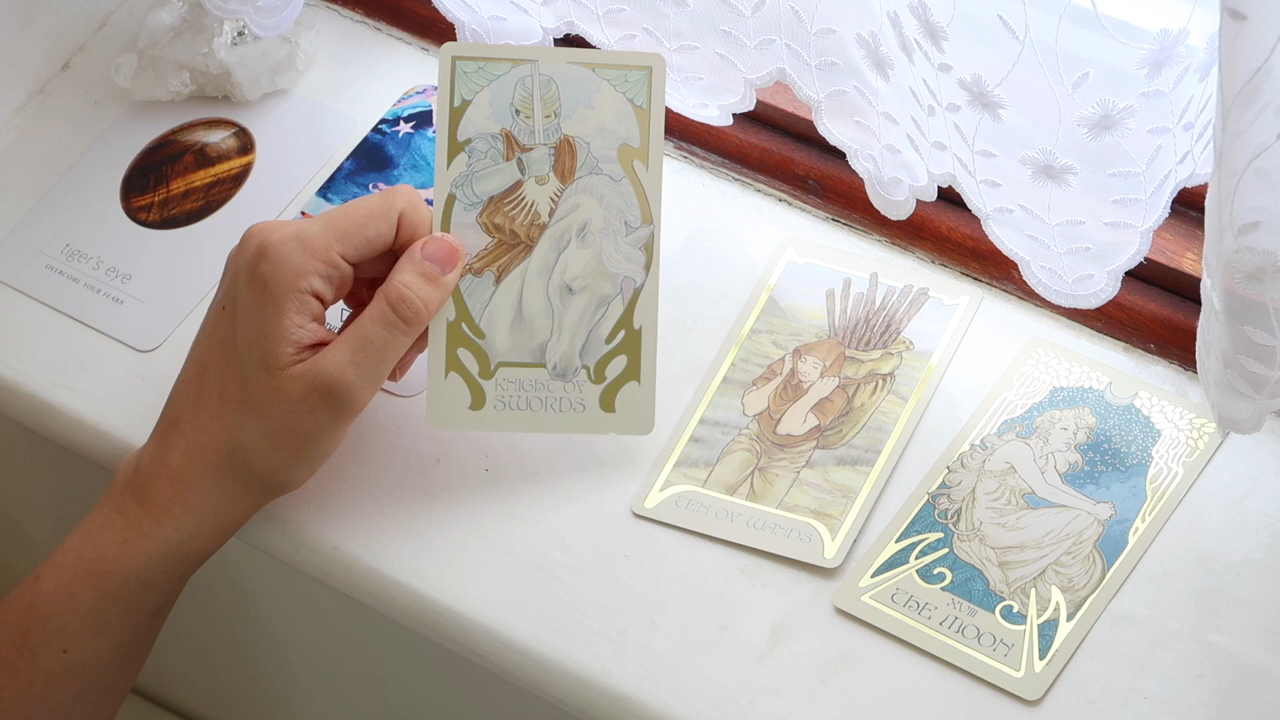 tiger's eye
OVERCOME YOUR FEARS
KNIGHT OF
SWORDS
TEN OF WANDS
XVIII
THE MOON